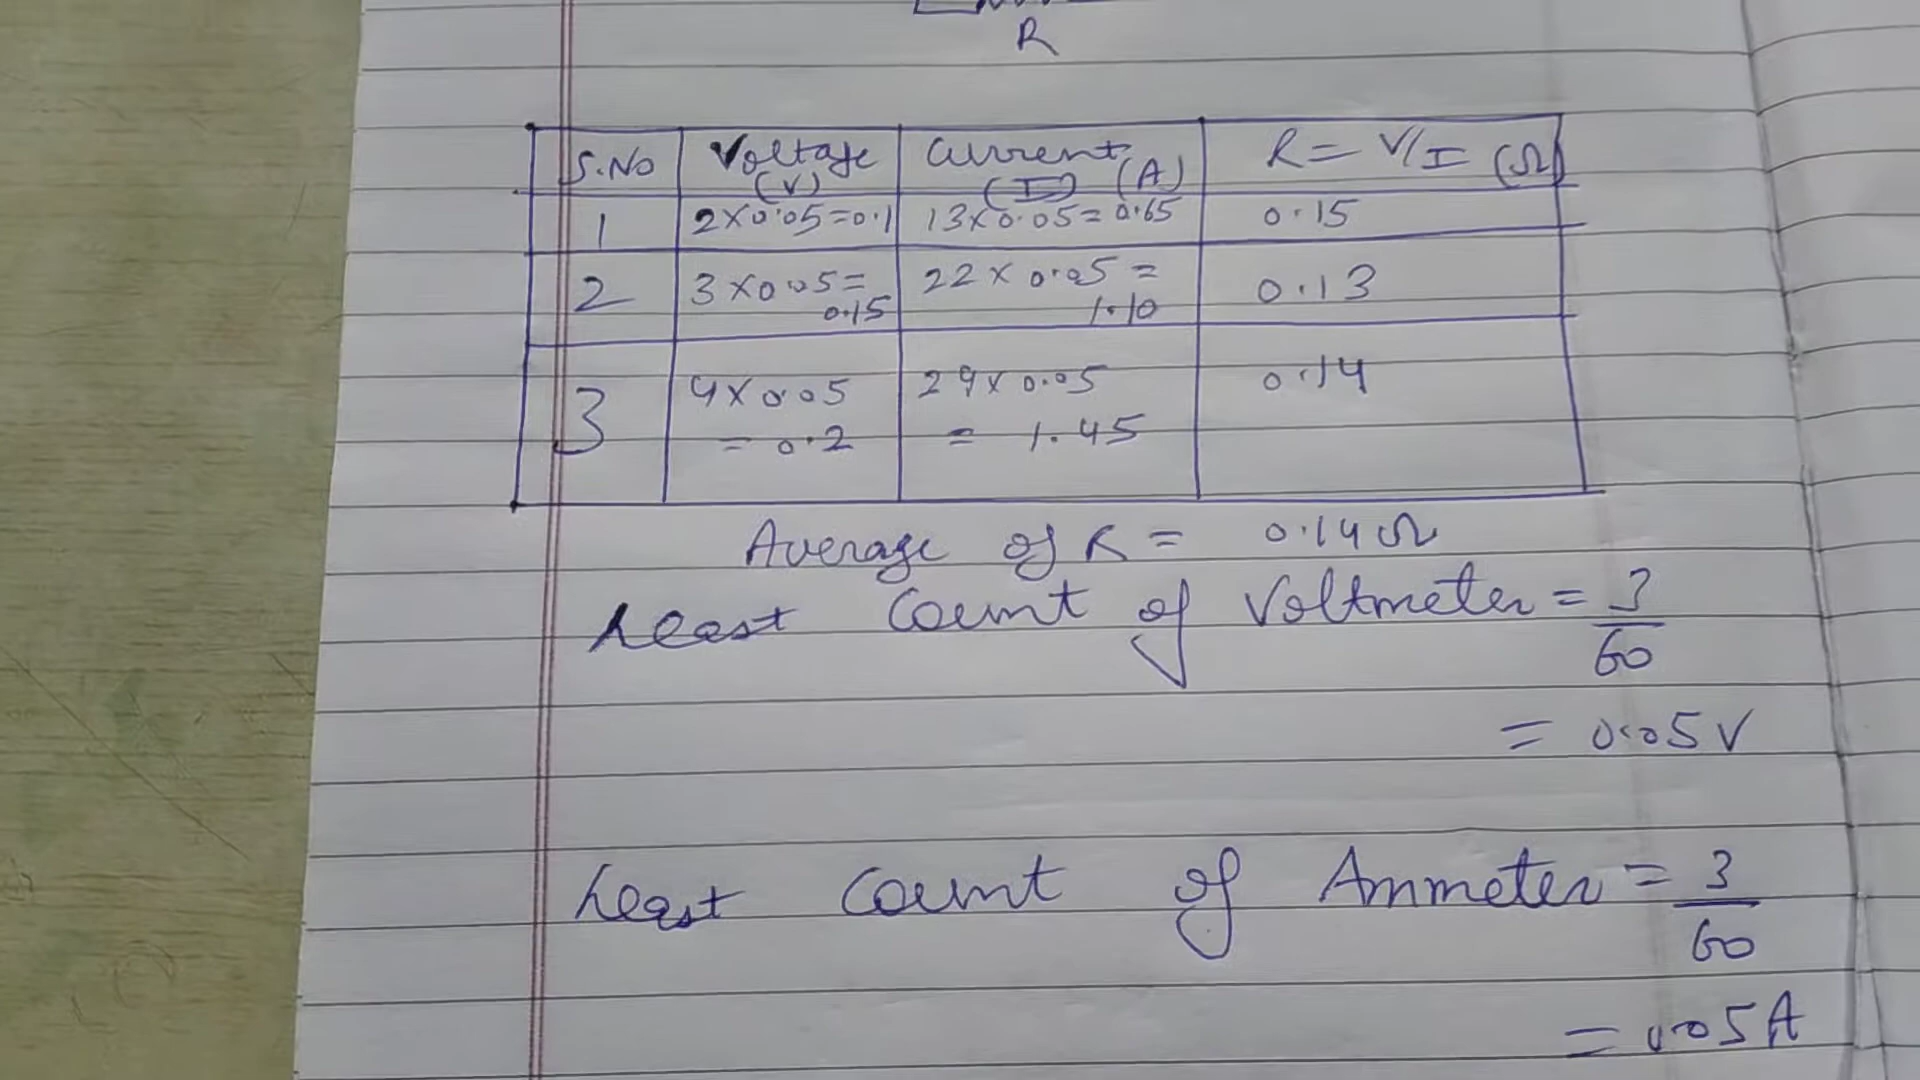 R
S.No Voltage (V) Current (I) (A) R = V/I (Ω)
1 2×0.05=0.1 13×0.05=0.65 0.15
2 3×0.05= 0.15 22×0.05= 1.10 0.13
3 4×0.05 = 0.2 29×0.05 = 1.45 0.14
Average of R = 0.14Ω
Least Count of Voltmeter = 3/60
= 0.05V
Least Count of Ammeter = 3/60
= 0.05A